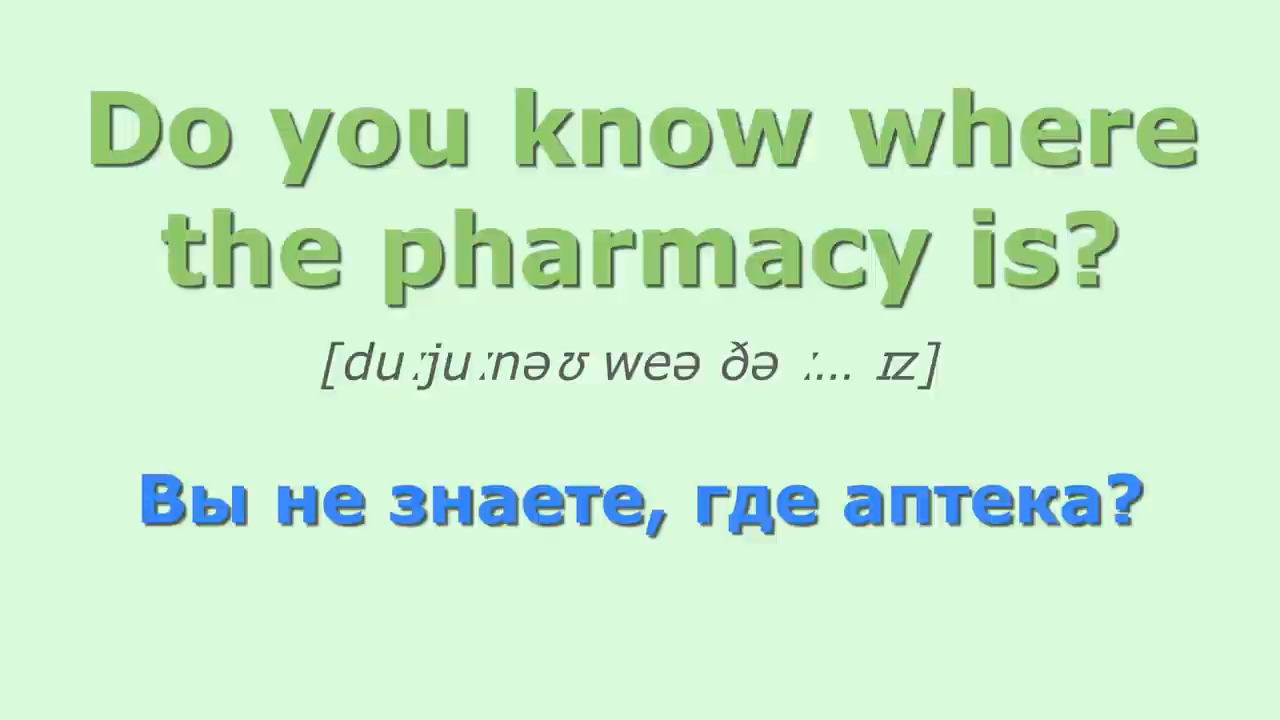 Do you know where
the pharmacy is?
[duːjuːnəʊ weə ðə ː... ɪz]
Вы не знаете, где аптека?